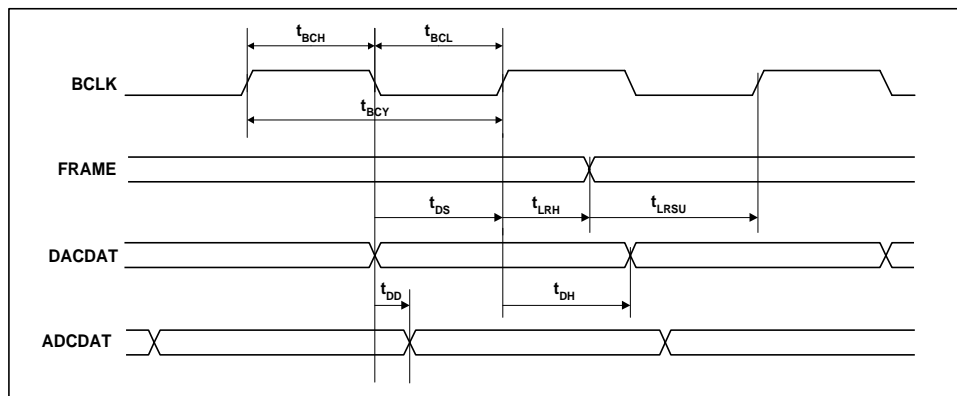 tBCH
tBCL
BCLK
tBCY
FRAME
tDS
tLRH
tLRSU
DACDAT
tDD
tDH
ADCDAT